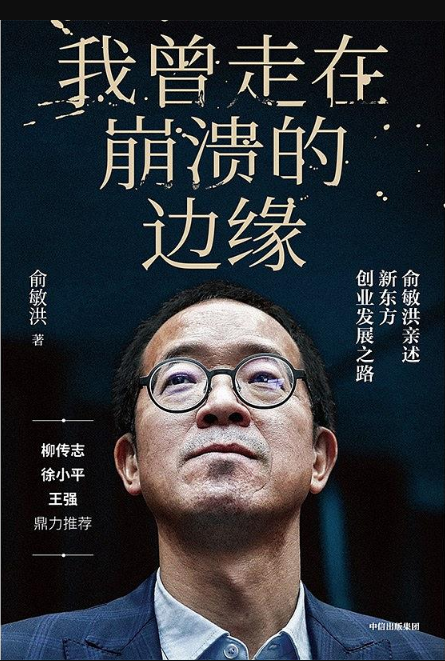 我曾走在
崩溃的
边缘
俞敏洪亲述
新东方
创业发展之路
俞敏洪 著
柳传志
徐小平
王强
鼎力推荐
中信出版集团